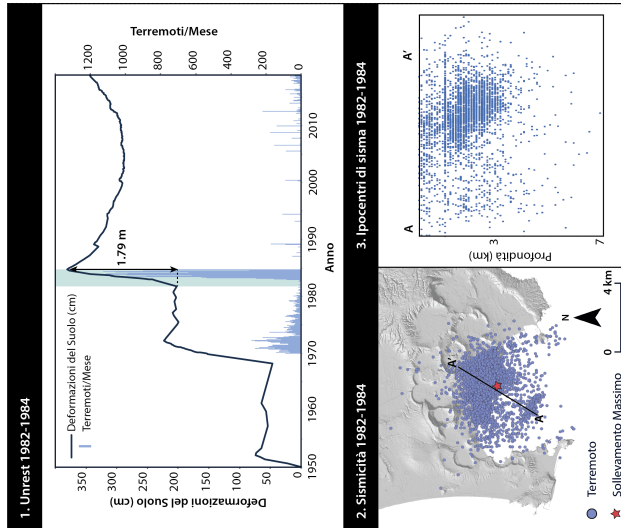 1. Unrest 1982-1984
Terremoti/Mese
1200
1000
800
600
400
200
0
350
300
250
200
150
100
50
0
Deformazioni del Suolo (cm)
Deformazioni del Suolo (cm)
Terremoti/Mese
1.79 m
1950
1960
1970
1980
1990
2000
2010
Anno
2. Sismicità 1982-1984
A'
A
N
0
4 km
Terremoto
Sollevamento Massimo
3. Ipocentri di sisma 1982-1984
A
A'
Profondità (km)
3
7